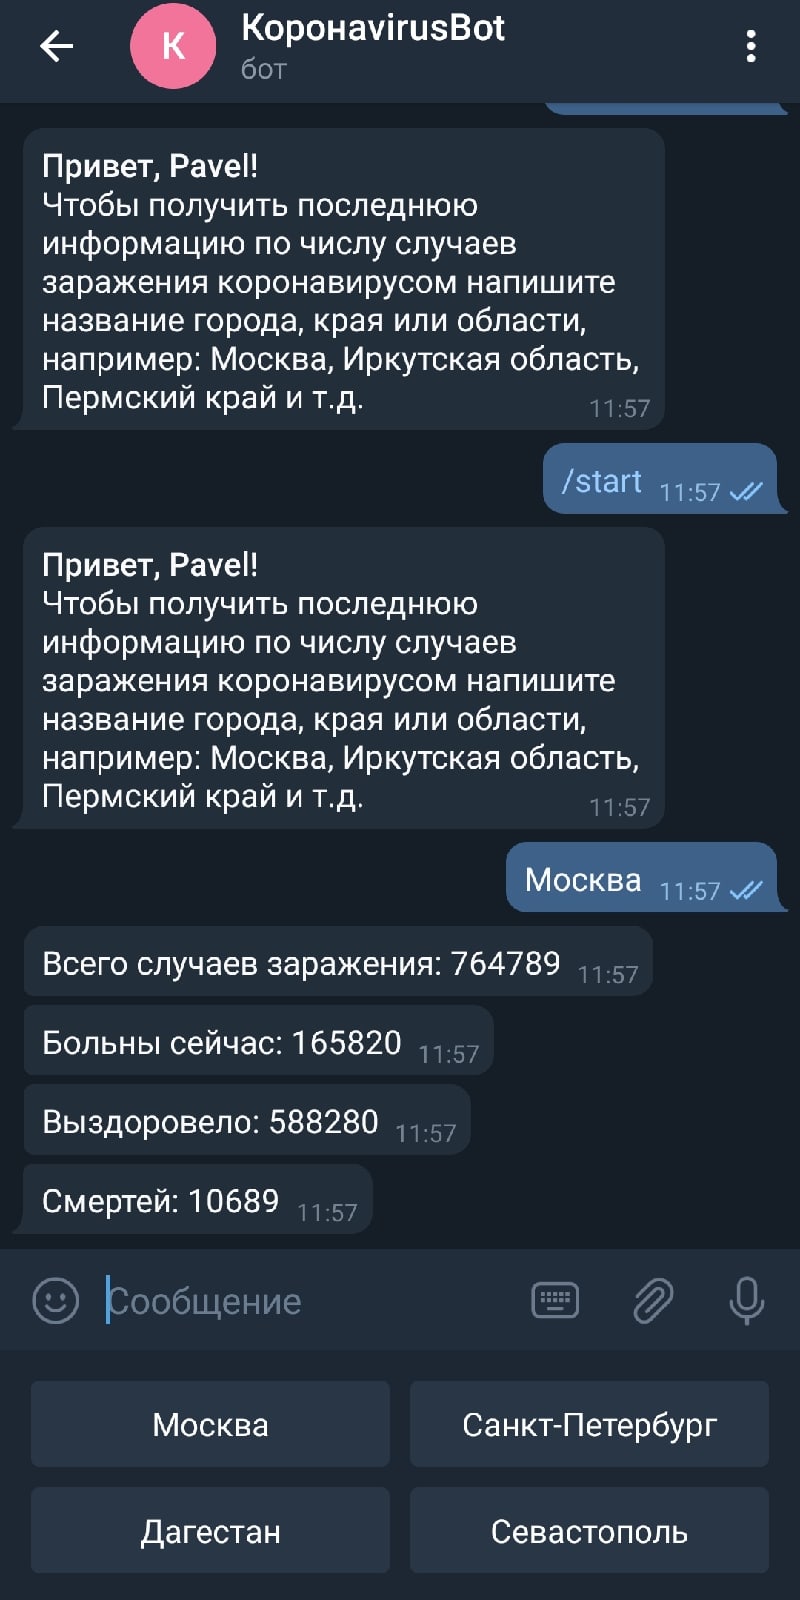 К
КоронavirusBot
бот
Привет, Pavel!
Чтобы получить последнюю
информацию по числу случаев
заражения коронавирусом напишите
название города, края или области,
например: Москва, Иркутская область,
Пермский край и т.д.
11:57
/start 11:57
Привет, Pavel!
Чтобы получить последнюю
информацию по числу случаев
заражения коронавирусом напишите
название города, края или области,
например: Москва, Иркутская область,
Пермский край и т.д.
11:57
Москва 11:57
Всего случаев заражения: 764789 11:57
Больны сейчас: 165820 11:57
Выздоровело: 588280 11:57
Смертей: 10689 11:57
Сообщение
Москва
Санкт-Петербург
Дагестан
Севастополь